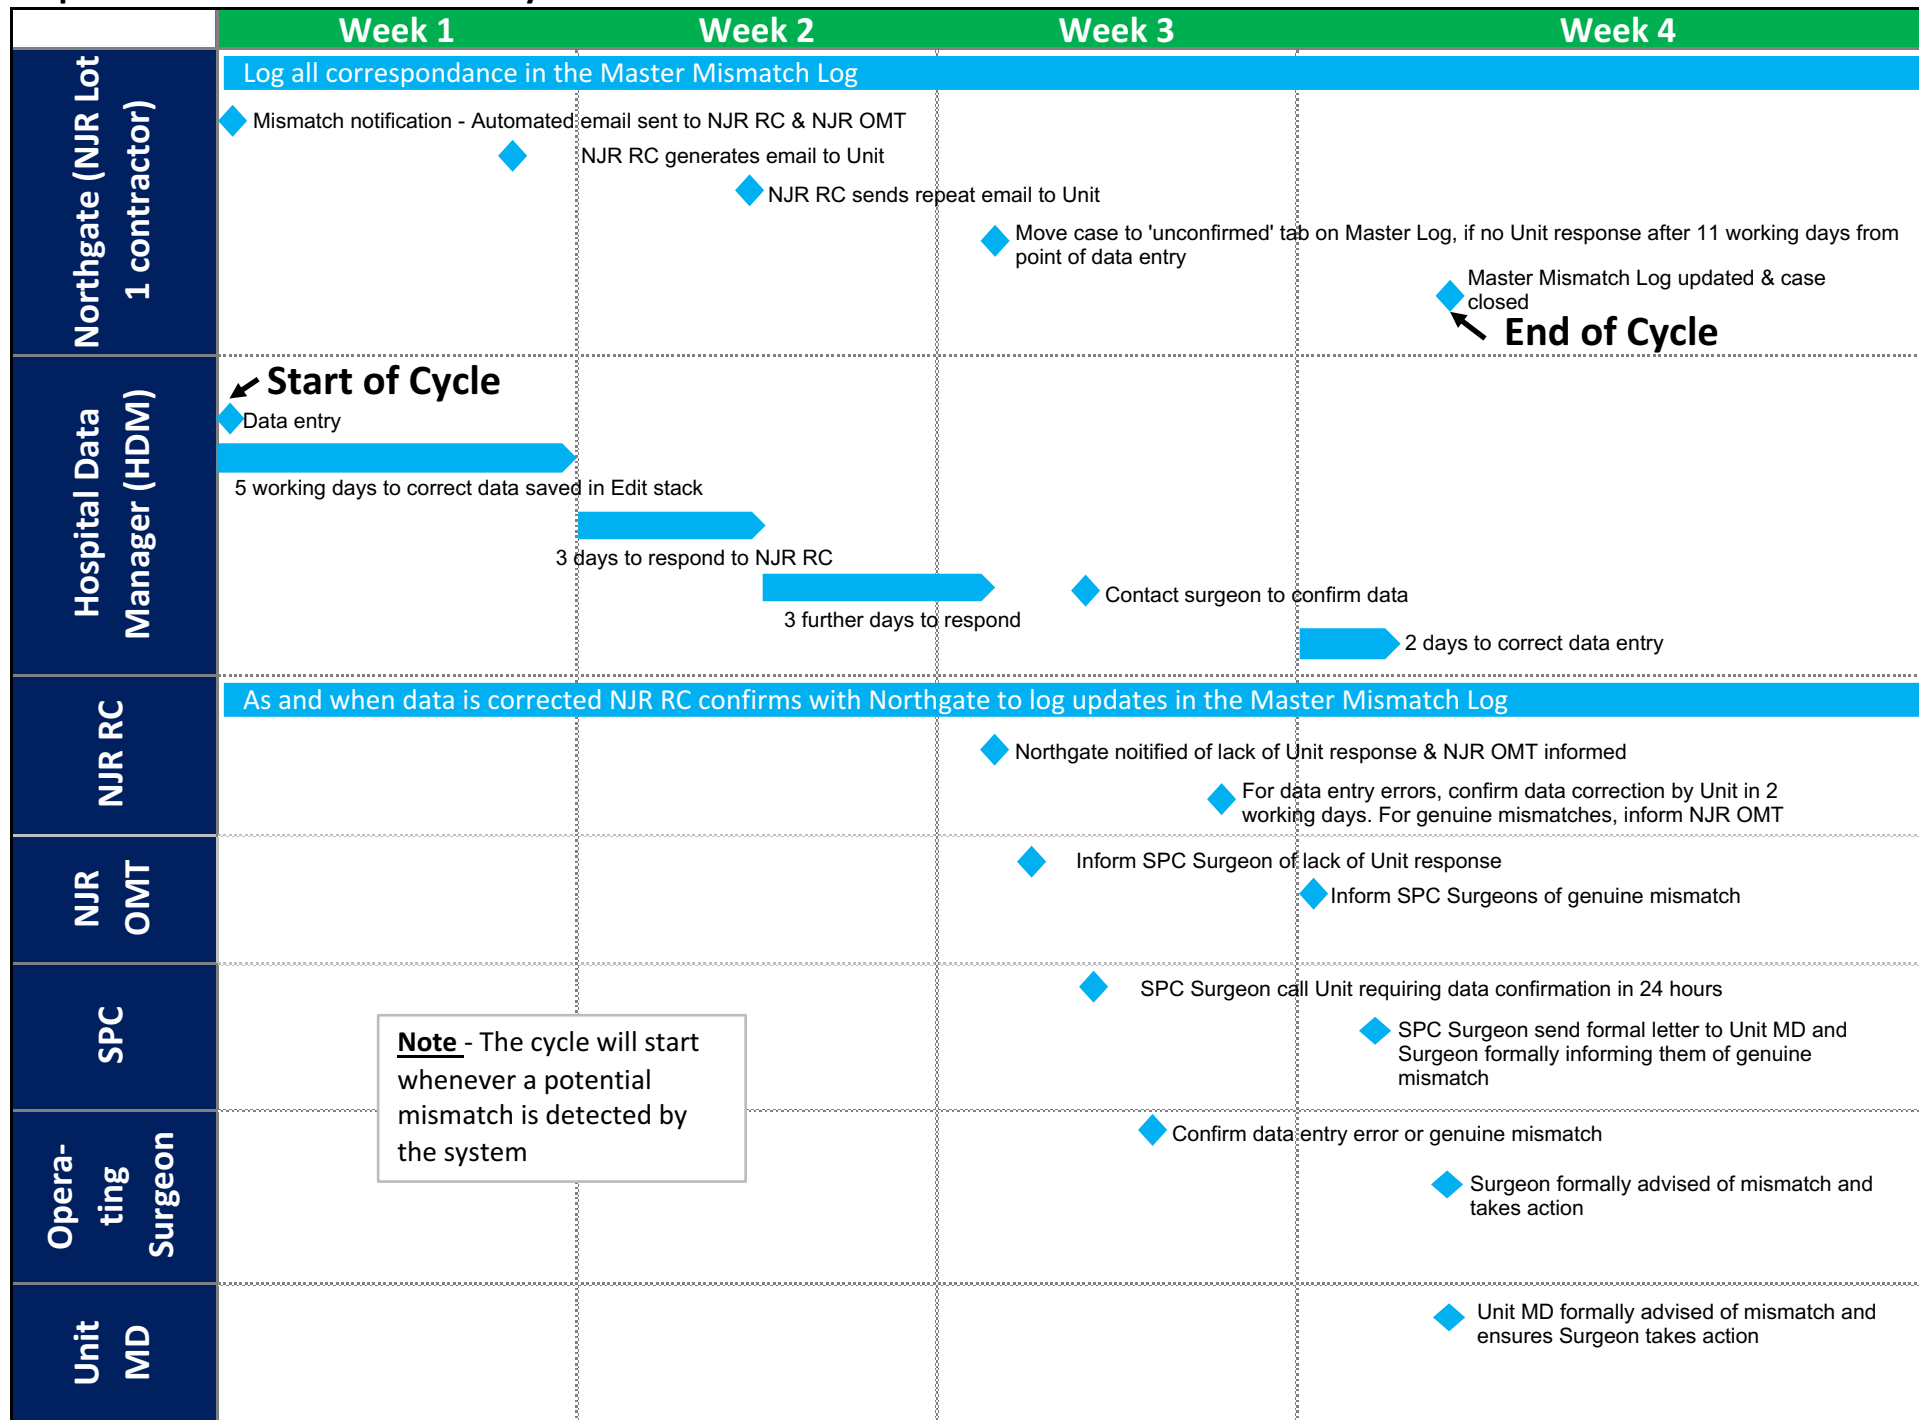 Week 1
Week 2
Week 3
Week 4
Northgate (NJR Lot
1 contractor)
Log all correspondance in the Master Mismatch Log
Mismatch notification - Automated email sent to NJR RC & NJR OMT
NJR RC generates email to Unit
NJR RC sends repeat email to Unit
Move case to 'unconfirmed' tab on Master Log, if no Unit response after 11 working days from
point of data entry
Master Mismatch Log updated & case
closed
End of Cycle
Hospital Data
Manager (HDM)
Start of Cycle
Data entry
5 working days to correct data saved in Edit stack
3 days to respond to NJR RC
3 further days to respond
Contact surgeon to confirm data
2 days to correct data entry
NJR RC
As and when data is corrected NJR RC confirms with Northgate to log updates in the Master Mismatch Log
Northgate noitified of lack of Unit response & NJR OMT informed
For data entry errors, confirm data correction by Unit in 2
working days. For genuine mismatches, inform NJR OMT
NJR
OMT
Inform SPC Surgeon of lack of Unit response
Inform SPC Surgeons of genuine mismatch
SPC
SPC Surgeon call Unit requiring data confirmation in 24 hours
SPC Surgeon send formal letter to Unit MD and
Surgeon formally informing them of genuine
mismatch
Note - The cycle will start
whenever a potential
mismatch is detected by
the system
Opera-
ting
Surgeon
Confirm data entry error or genuine mismatch
Surgeon formally advised of mismatch and
takes action
Unit
MD
Unit MD formally advised of mismatch and
ensures Surgeon takes action